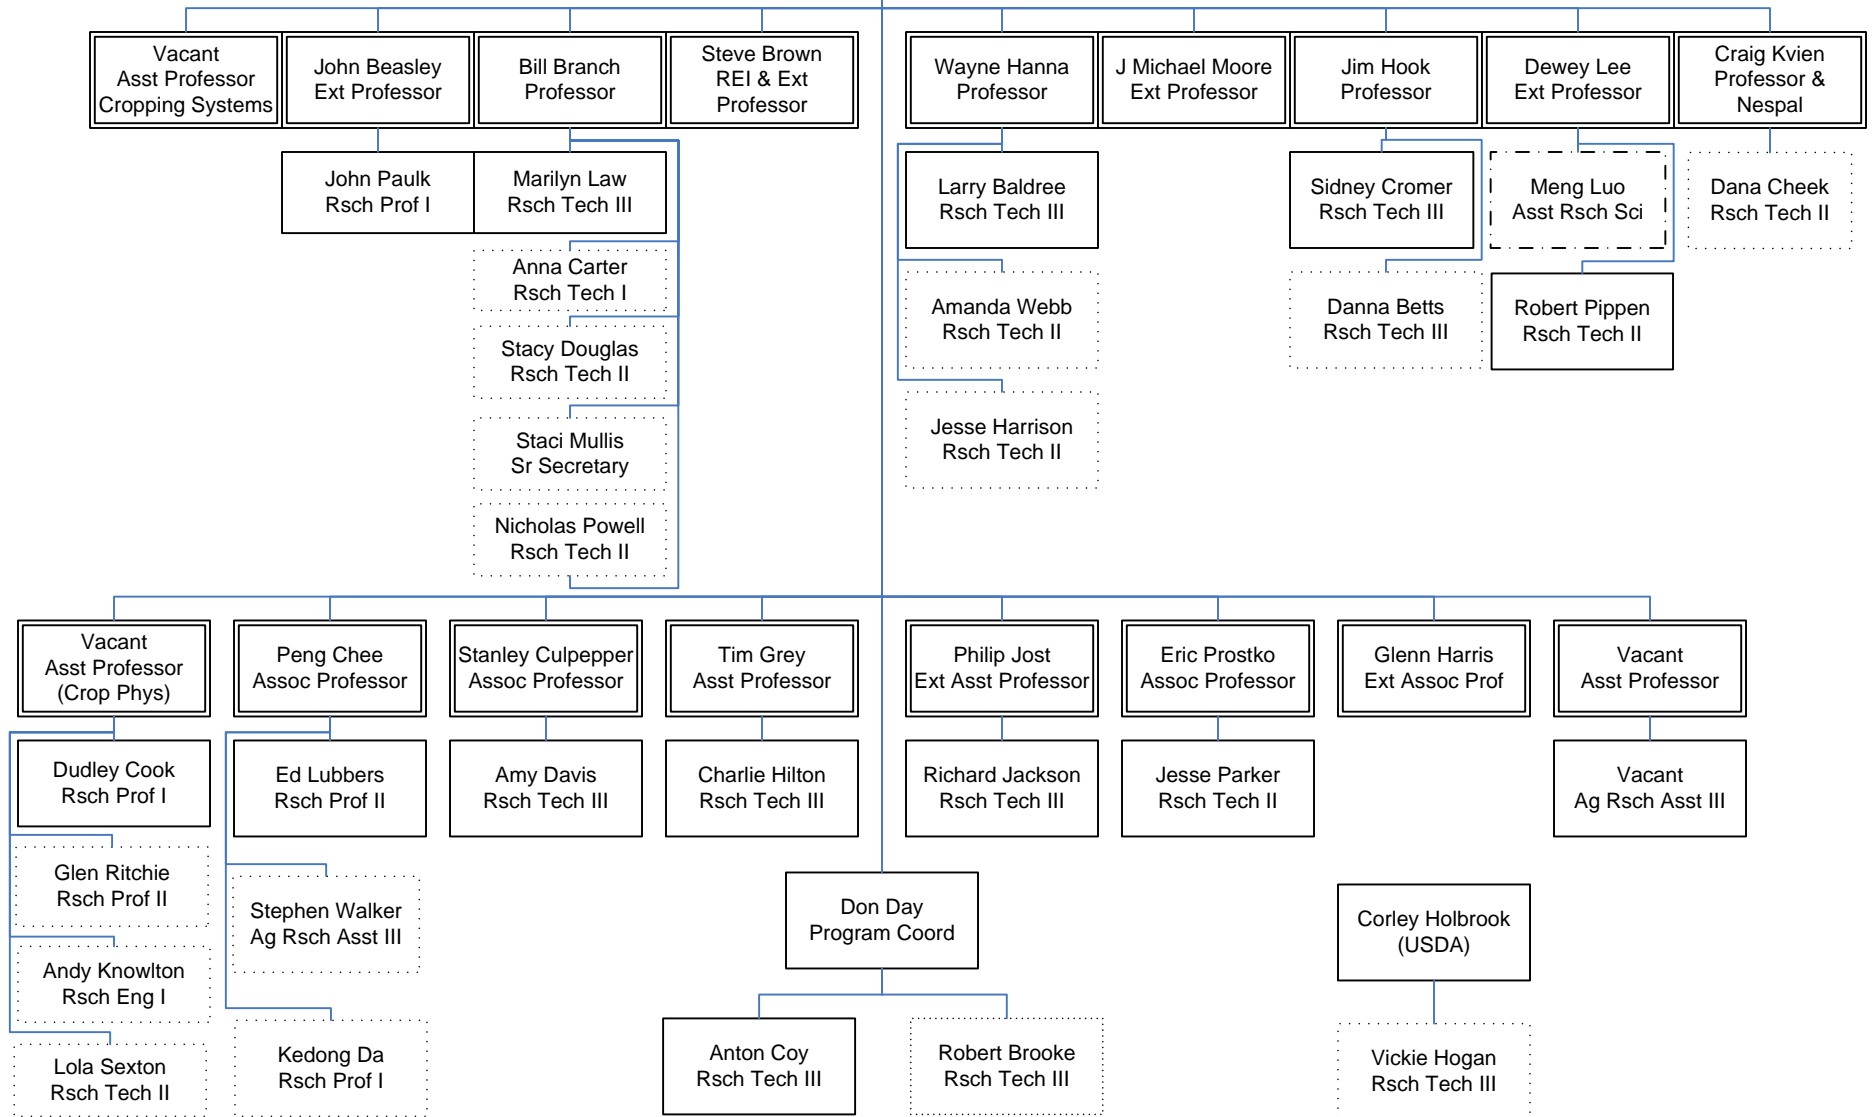 Vacant
Asst Professor
Cropping Systems
John Beasley
Ext Professor
Bill Branch
Professor
Steve Brown
REI & Ext
Professor
Wayne Hanna
Professor
J Michael Moore
Ext Professor
Jim Hook
Professor
Dewey Lee
Ext Professor
Craig Kvien
Professor &
Nespal
John Paulk
Rsch Prof I
Marilyn Law
Rsch Tech III
Larry Baldree
Rsch Tech III
Sidney Cromer
Rsch Tech III
Meng Luo
Asst Rsch Sci
Dana Cheek
Rsch Tech II
Anna Carter
Rsch Tech I
Amanda Webb
Rsch Tech II
Danna Betts
Rsch Tech III
Robert Pippen
Rsch Tech II
Stacy Douglas
Rsch Tech II
Jesse Harrison
Rsch Tech II
Staci Mullis
Sr Secretary
Nicholas Powell
Rsch Tech II
Vacant
Asst Professor
(Crop Phys)
Peng Chee
Assoc Professor
Stanley Culpepper
Assoc Professor
Tim Grey
Asst Professor
Philip Jost
Ext Asst Professor
Eric Prostko
Assoc Professor
Glenn Harris
Ext Assoc Prof
Vacant
Asst Professor
Dudley Cook
Rsch Prof I
Ed Lubbers
Rsch Prof II
Amy Davis
Rsch Tech III
Charlie Hilton
Rsch Tech III
Richard Jackson
Rsch Tech III
Jesse Parker
Rsch Tech II
Vacant
Ag Rsch Asst III
Glen Ritchie
Rsch Prof II
Stephen Walker
Ag Rsch Asst III
Don Day
Program Coord
Corley Holbrook
(USDA)
Andy Knowlton
Rsch Eng I
Lola Sexton
Rsch Tech II
Kedong Da
Rsch Prof I
Anton Coy
Rsch Tech III
Robert Brooke
Rsch Tech III
Vickie Hogan
Rsch Tech III